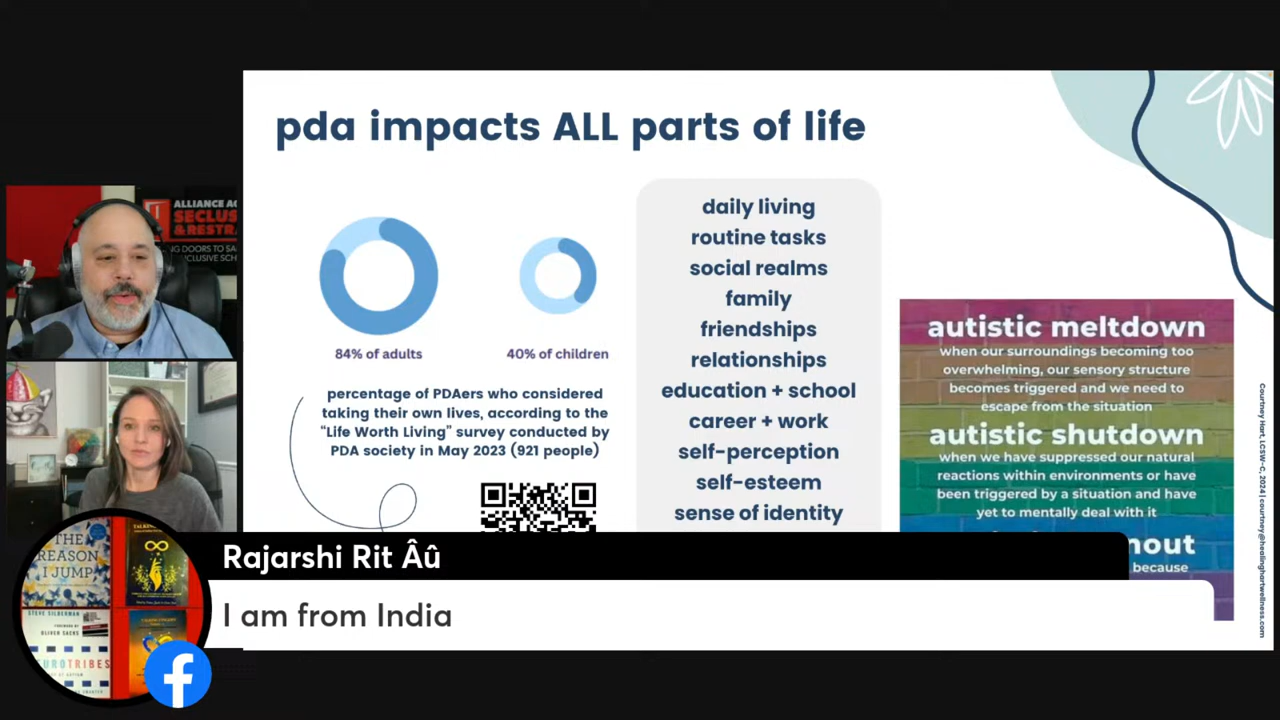 pda impacts ALL parts of life
84% of adults
40% of children
percentage of PDAers who considered
taking their own lives, according to the
“Life Worth Living” survey conducted by
PDA society in May 2023 (921 people)
daily living
routine tasks
social realms
family
friendships
relationships
education + school
career + work
self-perception
self-esteem
sense of identity
autistic meltdown
when our surroundings becoming too
overwhelming, our sensory structure
becomes triggered and we need to
escape from the situation
autistic shutdown
when we have suppressed our natural
reactions within environments or have
been triggered by a situation and have
yet to mentally deal with it
because
Courtney Hart, LCSW-C, 2024 | courtney@healinghartwellness.com
ALLIANCE
& RESTRA
THE
REASON
I JUMP
STEVE SILBERMAN
OLIVER SACKS
Rajarshi Rit Âû
I am from India